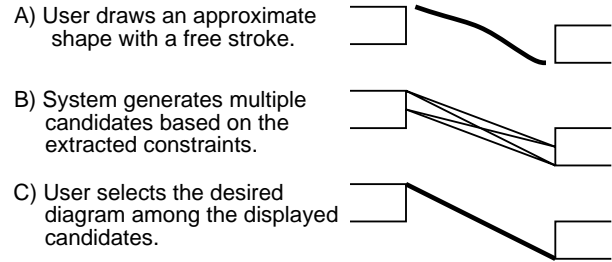 A) User draws an approximate
shape with a free stroke.
B) System generates multiple
candidates based on the
extracted constraints.
C) User selects the desired
diagram among the displayed
candidates.